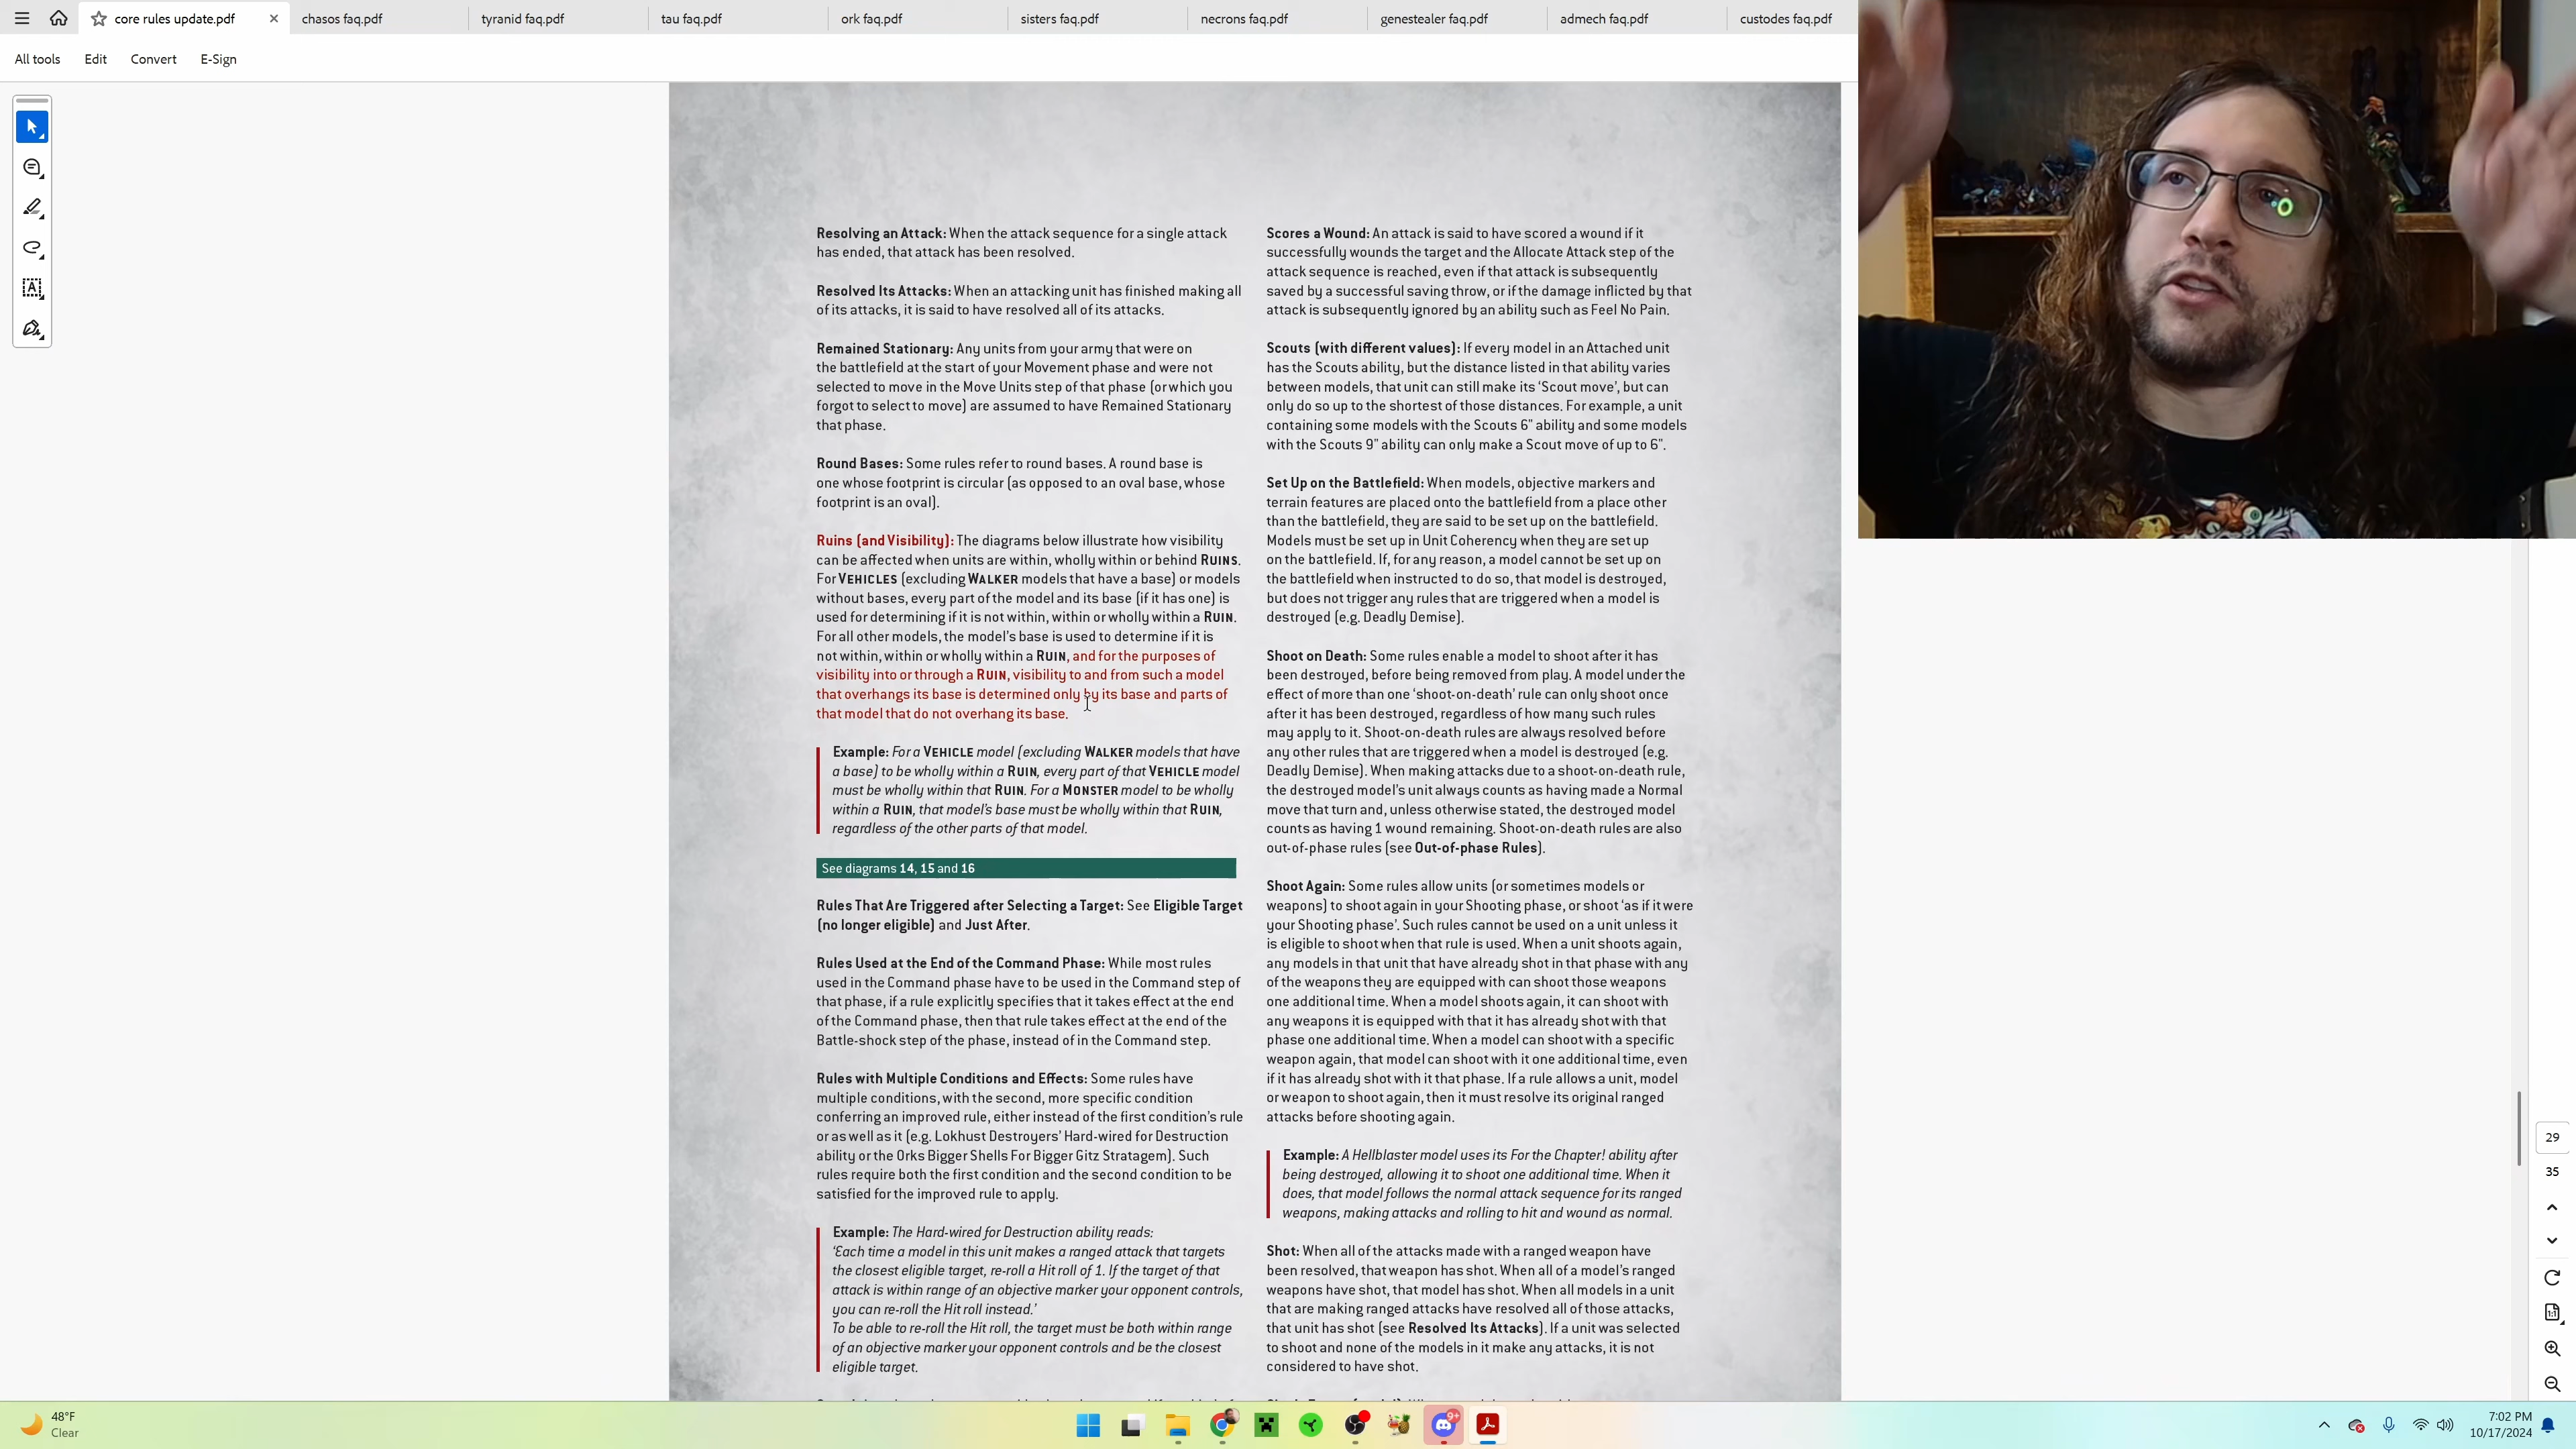 core rules update.pdf
chasos faq.pdf
tyranid faq.pdf
tau faq.pdf
ork faq.pdf
sisters faq.pdf
necrons faq.pdf
genestealer faq.pdf
admech faq.pdf
custodes faq.pdf
All tools
Edit
Convert
E-Sign
Resolving an Attack: When the attack sequence for a single attack
has ended, that attack has been resolved.
Resolved Its Attacks: When an attacking unit has finished making all
of its attacks, it is said to have resolved all of its attacks.
Remained Stationary: Any units from your army that were on
the battlefield at the start of your Movement phase and were not
selected to move in the Move Units step of that phase (or which you
forgot to select to move) are assumed to have Remained Stationary
that phase.
Round Bases: Some rules refer to round bases. A round base is
one whose footprint is circular (as opposed to an oval base, whose
footprint is an oval).
Ruins (and Visibility): The diagrams below illustrate how visibility
can be affected when units are within, wholly within or behind RUINS.
For VEHICLES (excluding WALKER models that have a base) or models
without bases, every part of the model and its base (if it has one) is
used for determining if it is not within, within or wholly within a RUIN.
For all other models, the model's base is used to determine if it is
not within, within or wholly within a RUIN, and for the purposes of
visibility into or through a RUIN, visibility to and from such a model
that overhangs its base is determined only by its base and parts of
that model that do not overhang its base.
Example: For a VEHICLE model (excluding WALKER models that have
a base) to be wholly within a RUIN, every part of that VEHICLE model
must be wholly within that RUIN. For a MONSTER model to be wholly
within a RUIN, that model's base must be wholly within that RUIN,
regardless of the other parts of that model.
See diagrams 14, 15 and 16
Rules That Are Triggered after Selecting a Target: See Eligible Target
(no longer eligible) and Just After.
Rules Used at the End of the Command Phase: While most rules
used in the Command phase have to be used in the Command step of
that phase, if a rule explicitly specifies that it takes effect at the end
of the Command phase, then that rule takes effect at the end of the
Battle-shock step of the phase, instead of in the Command step.
Rules with Multiple Conditions and Effects: Some rules have
multiple conditions, with the second, more specific condition
conferring an improved rule, either instead of the first condition's rule
or as well as it (e.g. Lokhust Destroyers' Hard-wired for Destruction
ability or the Orks Bigger Shells For Bigger Gitz Stratagem). Such
rules require both the first condition and the second condition to be
satisfied for the improved rule to apply.
Example: The Hard-wired for Destruction ability reads:
'Each time a model in this unit makes a ranged attack that targets
the closest eligible target, re-roll a Hit roll of 1. If the target of that
attack is within range of an objective marker your opponent controls,
you can re-roll the Hit roll instead.'
To be able to re-roll the Hit roll, the target must be both within range
of an objective marker your opponent controls and be the closest
eligible target.
Scores a Wound: An attack is said to have scored a wound if it
successfully wounds the target and the Allocate Attack step of the
attack sequence is reached, even if that attack is subsequently
saved by a successful saving throw, or if the damage inflicted by that
attack is subsequently ignored by an ability such as Feel No Pain.
Scouts (with different values): If every model in an Attached unit
has the Scouts ability, but the distance listed in that ability varies
between models, that unit can still make its 'Scout move', but can
only do so up to the shortest of those distances. For example, a unit
containing some models with the Scouts 6" ability and some models
with the Scouts 9" ability can only make a Scout move of up to 6".
Set Up on the Battlefield: When models, objective markers and
terrain features are placed onto the battlefield from a place other
than the battlefield, they are said to be set up on the battlefield.
Models must be set up in Unit Coherency when they are set up
on the battlefield. If, for any reason, a model cannot be set up on
the battlefield when instructed to do so, that model is destroyed,
but does not trigger any rules that are triggered when a model is
destroyed (e.g. Deadly Demise).
Shoot on Death: Some rules enable a model to shoot after it has
been destroyed, before being removed from play. A model under the
effect of more than one 'shoot-on-death' rule can only shoot once
after it has been destroyed, regardless of how many such rules
may apply to it. Shoot-on-death rules are always resolved before
any other rules that are triggered when a model is destroyed (e.g.
Deadly Demise). When making attacks due to a shoot-on-death rule,
the destroyed model's unit always counts as having made a Normal
move that turn and, unless otherwise stated, the destroyed model
counts as having 1 wound remaining. Shoot-on-death rules are also
out-of-phase rules (see Out-of-phase Rules).
Shoot Again: Some rules allow units (or sometimes models or
weapons) to shoot again in your Shooting phase, or shoot 'as if it were
your Shooting phase'. Such rules cannot be used on a unit unless it
is eligible to shoot when that rule is used. When a unit shoots again,
any models in that unit that have already shot in that phase with any
of the weapons they are equipped with can shoot those weapons
one additional time. When a model shoots again, it can shoot with
any weapons it is equipped with that it has already shot with that
phase one additional time. When a model can shoot with a specific
weapon again, that model can shoot with it one additional time, even
if it has already shot with it that phase. If a rule allows a unit, model
or weapon to shoot again, then it must resolve its original ranged
attacks before shooting again.
Example: A Hellblaster model uses its For the Chapter! ability after
being destroyed, allowing it to shoot one additional time. When it
does, that model follows the normal attack sequence for its ranged
weapons, making attacks and rolling to hit and wound as normal.
Shot: When all of the attacks made with a ranged weapon have
been resolved, that weapon has shot. When all of a model's ranged
weapons have shot, that model has shot. When all models in a unit
that are making ranged attacks have resolved all of those attacks,
that unit has shot (see Resolved Its Attacks). If a unit was selected
to shoot and none of the models in it make any attacks, it is not
considered to have shot.
29
35
48°F
Clear
9+
7:02 PM
10/17/2024